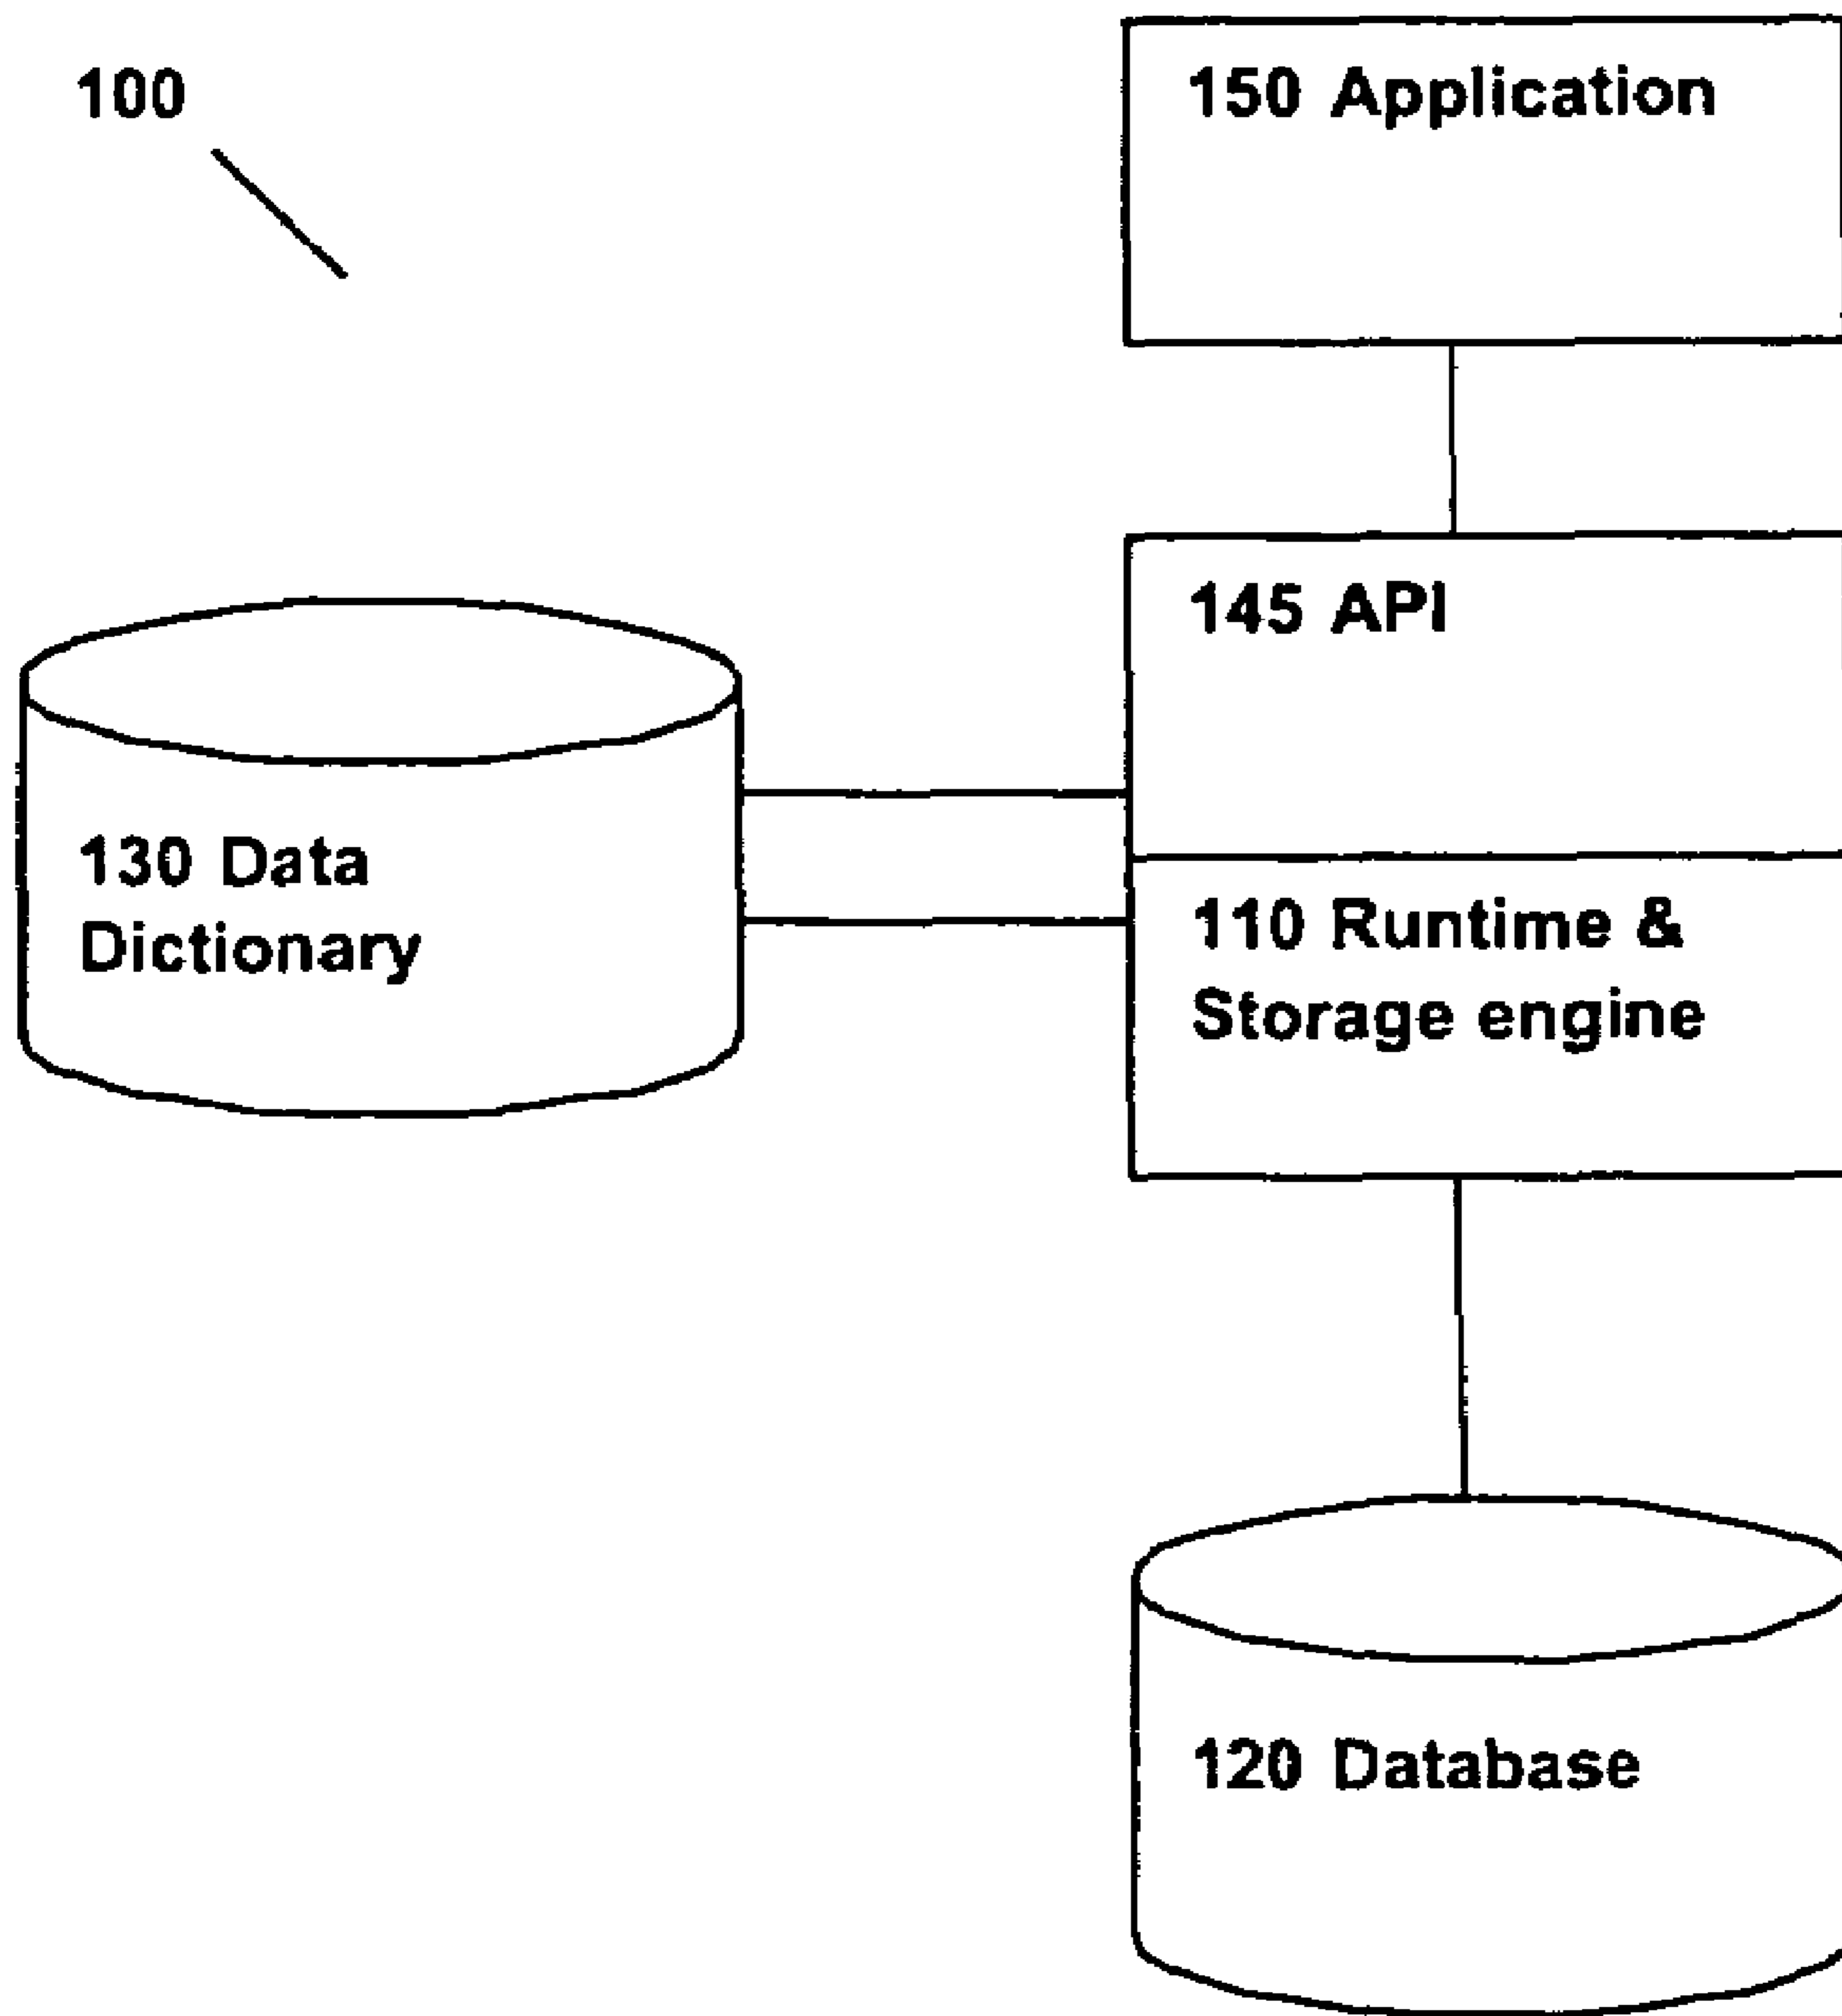 100
150 Application
145 API
130 Data
Dictionary
110 Runtime &
Storage engine
120 Database